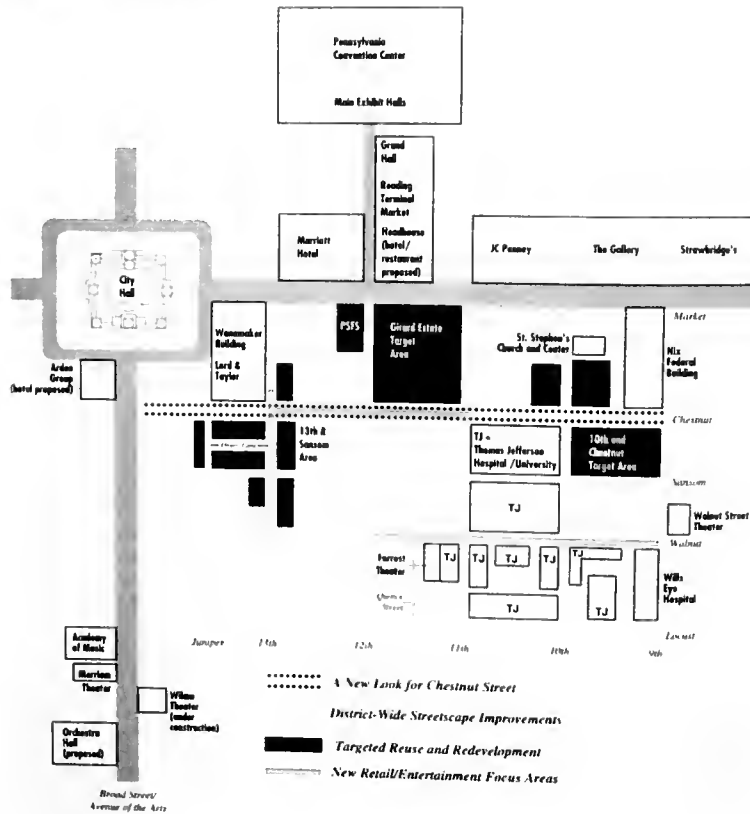 Pennsylvania
Convention Center
Main Exhibit Halls
Grand
Hall
Reading
Terminal
Market
Headhouse
(hotel/
restaurant
proposed)
Marriott
Hotel
JC Penney
The Gallery
Strawbridge's
City
Hall
Wanamaker
Building
Lord &
Taylor
PSFS
Girard Estate
Target
Area
St. Stephen's
Church and Center
Market
Nix
Federal
Building
Arden
Group
(hotel proposed)
Chestnut
13th &
Sansom
Area
TJ =
Thomas Jefferson
Hospital/University
10th and
Chestnut
Target Area
Sansom
TJ
Walnut Street
Theater
Walnut
Forrest
Theater
TJ
TJ
TJ
TJ
TJ
Wills
Eye
Hospital
Street
TJ
TJ
Locust
Academy
of Music
Juniper
13th
12th
11th
10th
9th
Merriam
Theater
Wilma
Theater
(under
construction)
Orchestra
Hall
(proposed)
A New Look for Chestnut Street
District-Wide Streetscape Improvements
Targeted Reuse and Redevelopment
New Retail/Entertainment Focus Areas
Broad Street/
Avenue of the Arts